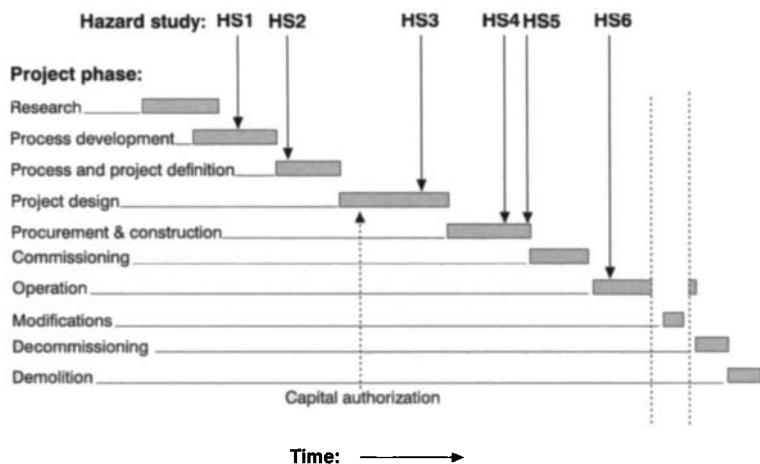 Hazard study: HS1 HS2 HS3 HS4 HS5 HS6
Project phase:
Research
Process development
Process and project definition
Project design
Procurement & construction
Commissioning
Operation
Modifications
Decommissioning
Demolition
Capital authorization
Time: